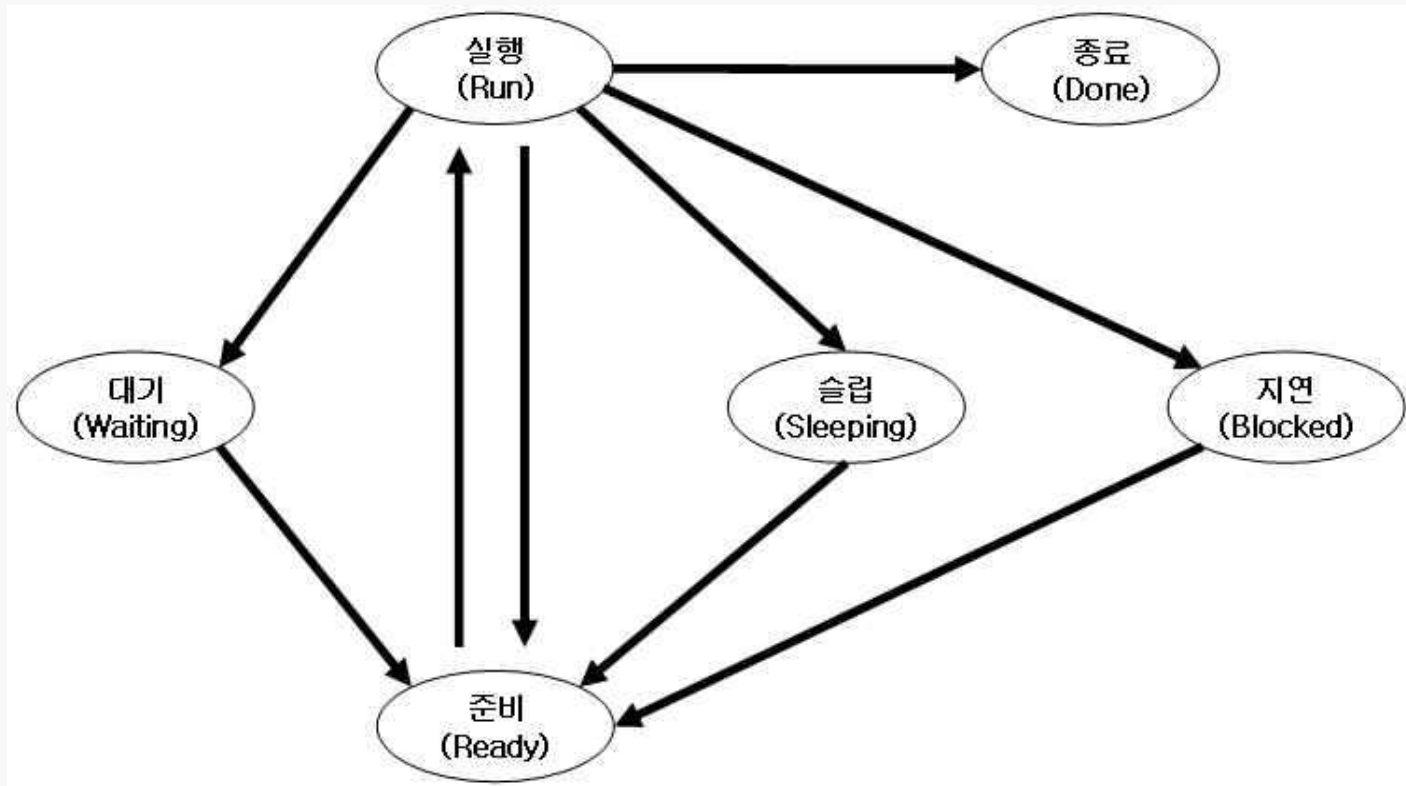 실행
(Run)
종료
(Done)
대기
(Waiting)
슬립
(Sleeping)
지연
(Blocked)
준비
(Ready)